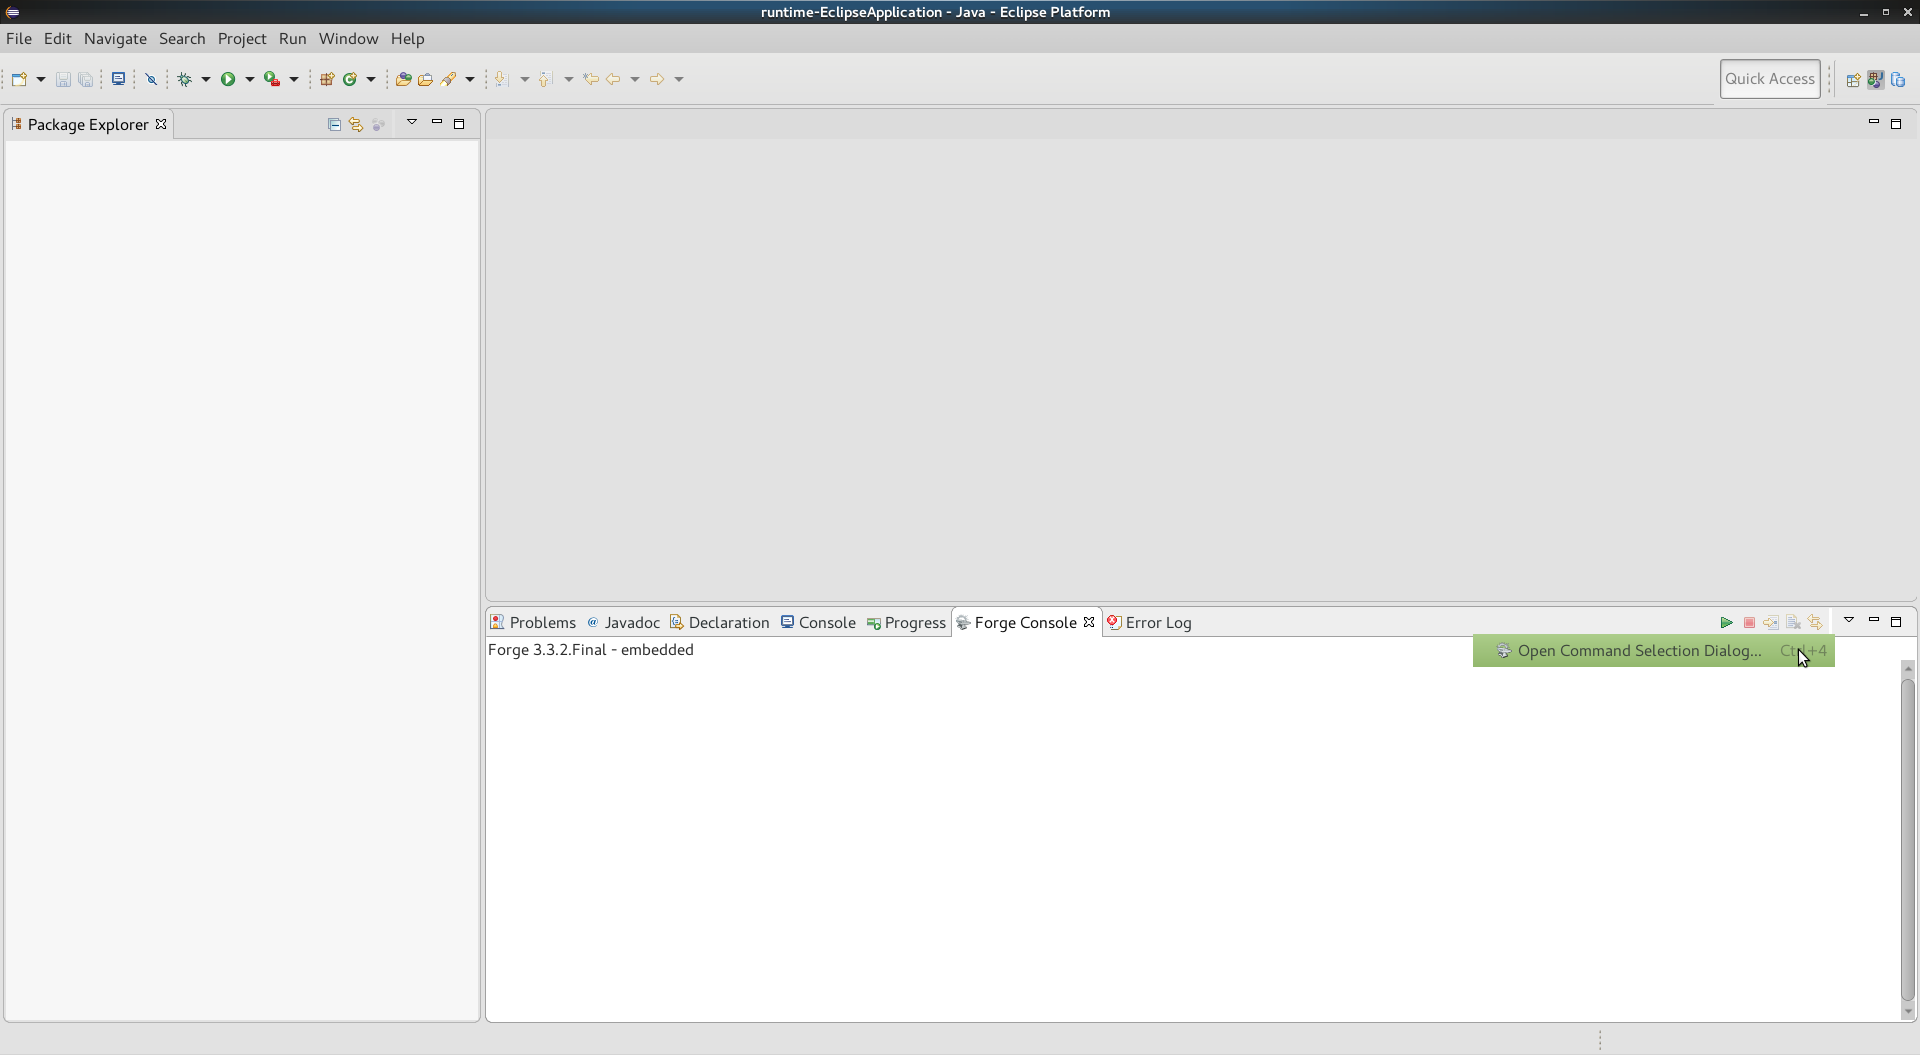 runtime-EclipseApplication - Java - Eclipse Platform
File Edit Navigate Search Project Run Window Help
Quick Access
Package Explorer
Problems @ Javadoc Declaration Console Progress Forge Console Error Log
Forge 3.3.2.Final - embedded
Open Command Selection Dialog... Ctrl+4